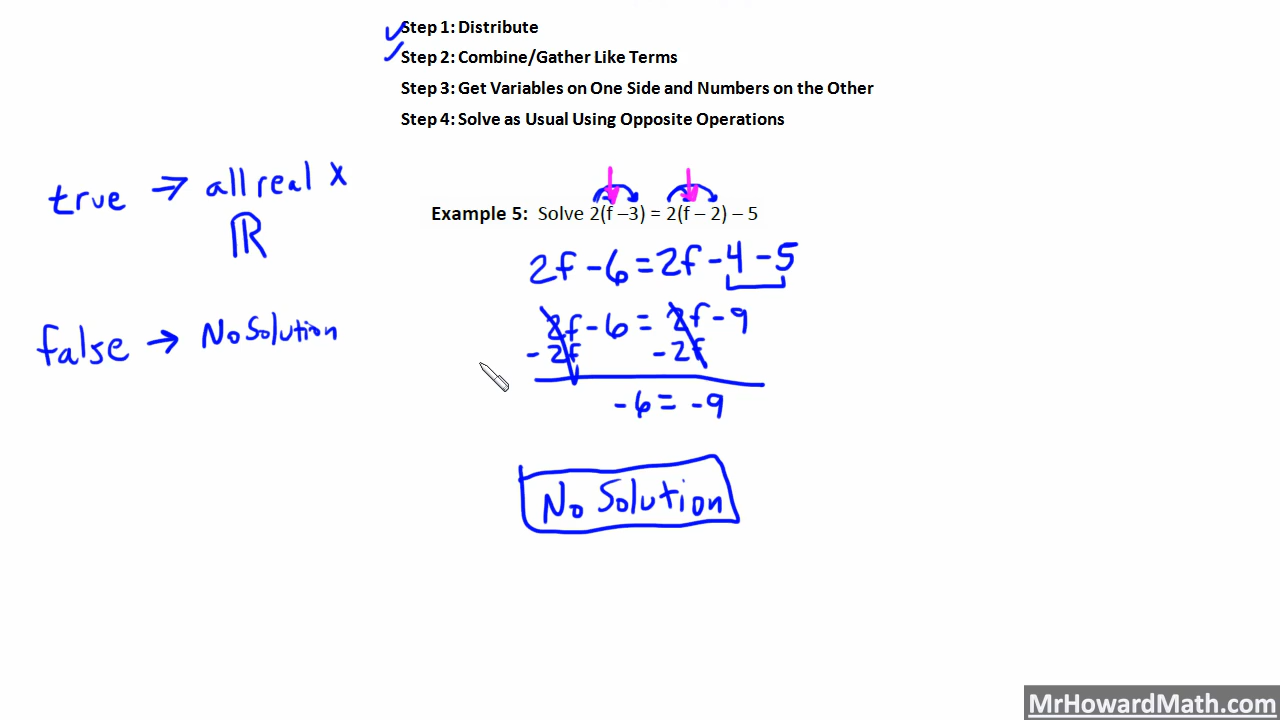 Step 1: Distribute
Step 2: Combine/Gather Like Terms
Step 3: Get Variables on One Side and Numbers on the Other
Step 4: Solve as Usual Using Opposite Operations
true → all real x
ℝ
false → No Solution
Example 5: Solve 2(f –3) = 2(f – 2) – 5
2f - 6 = 2f - 4 - 5
2f - 6 = 2f - 9
- 2f - 2f
-6 = -9
No Solution
MrHowardMath.com